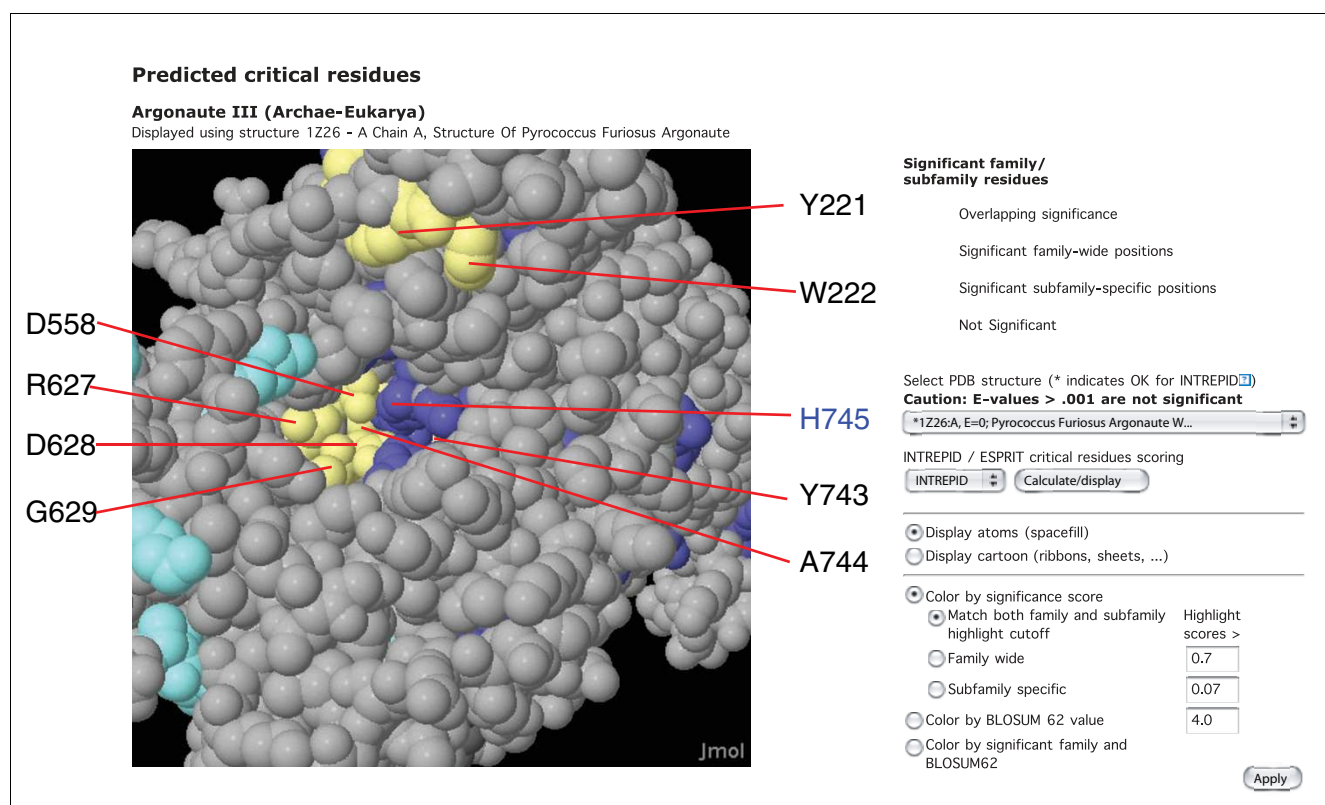 Predicted critical residues
Argonaute III (Archae-Eukarya)
Displayed using structure 1Z26 - A Chain A, Structure Of Pyrococcus Furiosus Argonaute
D558
R627
D628
G629
Y221
W222
H745
Y743
A744
Jmol
Significant family/
subfamily residues
Overlapping significance
Significant family-wide positions
Significant subfamily-specific positions
Not Significant
Select PDB structure (* indicates OK for INTREPID?)
Caution: E-values > .001 are not significant
*1Z26:A, E=0; Pyrococcus Furiosus Argonaute W...
INTREPID / ESPRIT critical residues scoring
INTREPID Calculate/display
Display atoms (spacefill)
Display cartoon (ribbons, sheets, ...)
Color by significance score
Match both family and subfamily Highlight
highlight cutoff scores >
Family wide 0.7
Subfamily specific 0.07
Color by BLOSUM 62 value 4.0
Color by significant family and
BLOSUM62
Apply